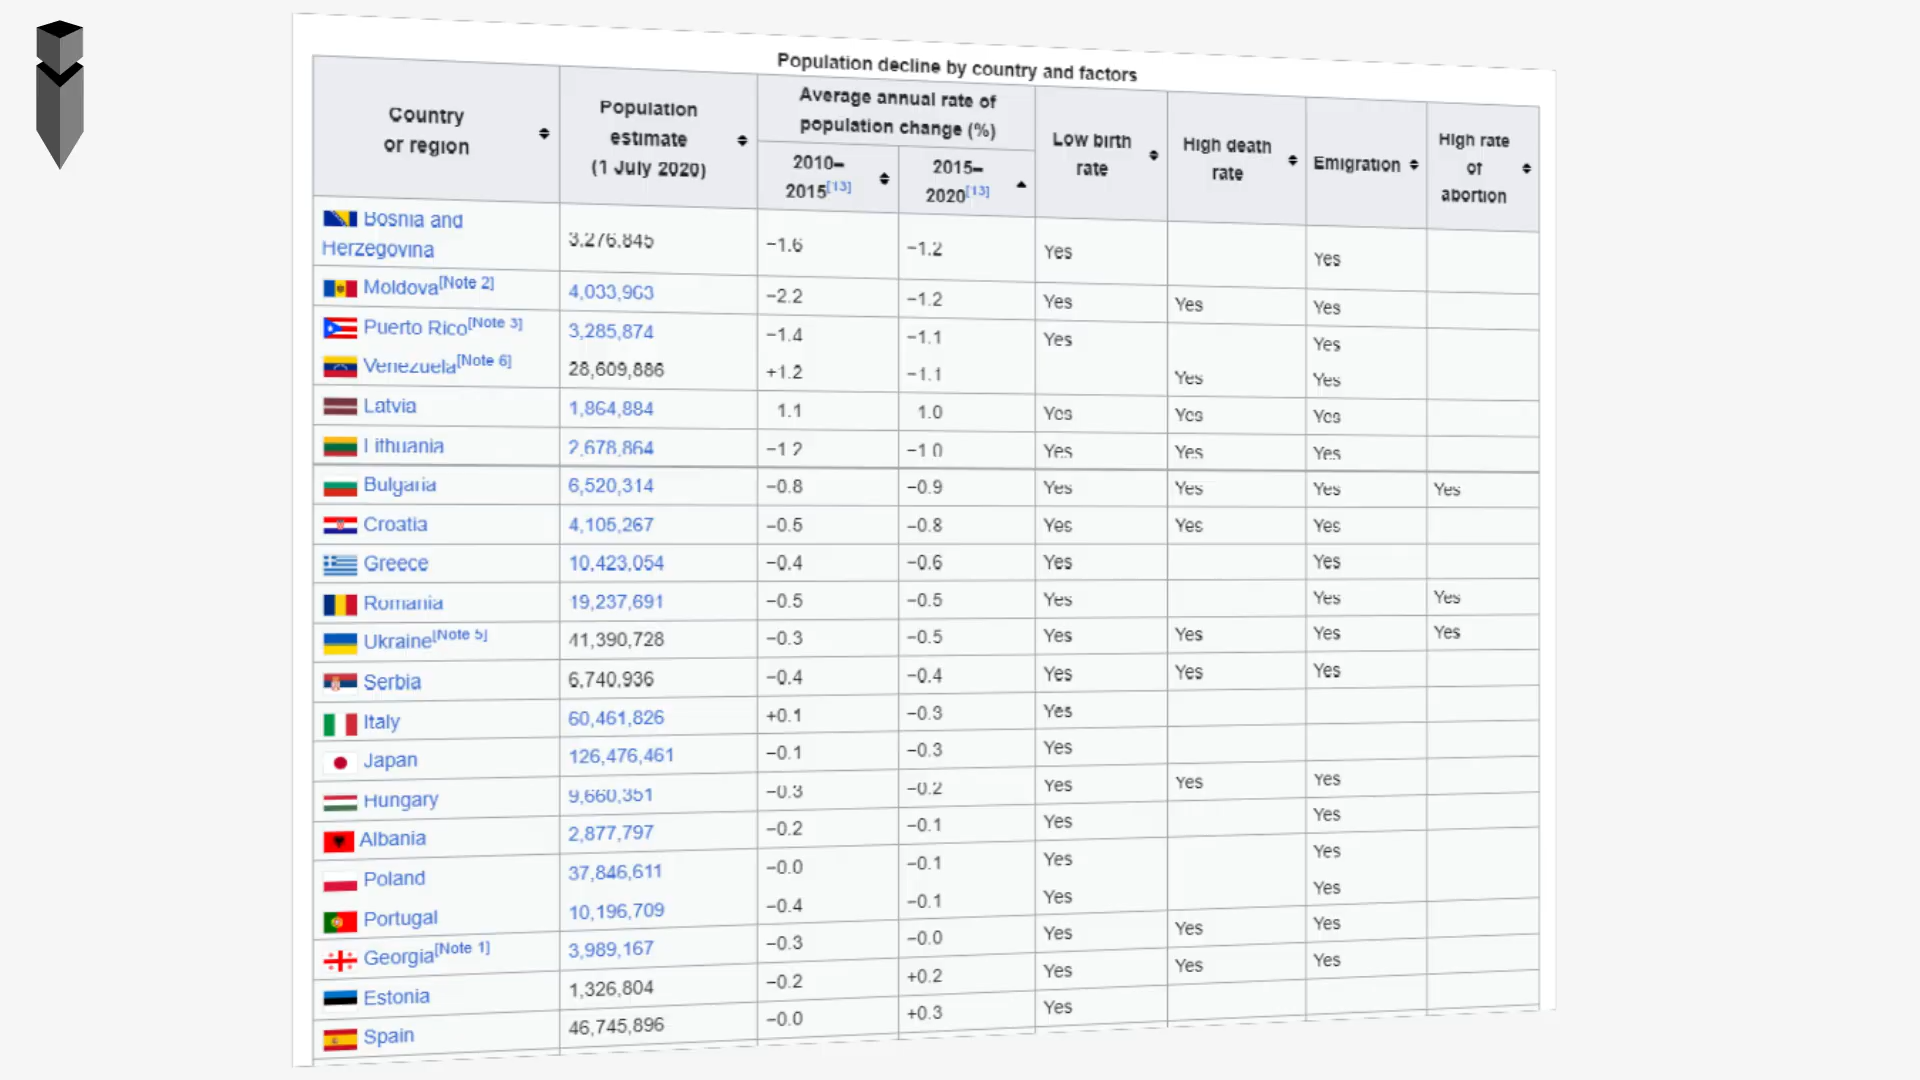 Population decline by country and factors
Country or region | Population estimate (1 July 2020) | Average annual rate of population change (%) | Low birth rate | High death rate | Emigration | High rate of abortion
2010–2015[13] | 2015–2020[13]
Bosnia and Herzegovina 3,276,845 −1.6 −1.2 Yes Yes
Moldova[Note 2] 4,033,963 −2.2 −1.2 Yes Yes Yes
Puerto Rico[Note 3] 3,285,874 −1.4 −1.1 Yes Yes
Venezuela[Note 6] 28,609,886 +1.2 −1.1 Yes Yes
Latvia 1,864,884 1.1 1.0 Yes Yes Yes
Lithuania 2,678,864 −1 2 −1 0 Yes Yes Yes
Bulgaria 6,520,314 −0.8 −0.9 Yes Yes Yes Yes
Croatia 4,105,267 −0.5 −0.8 Yes Yes Yes
Greece 10,423,054 −0.4 −0.6 Yes Yes
Romania 19,237,691 −0.5 −0.5 Yes Yes Yes
Ukraine[Note 5] 41,390,728 −0.3 −0.5 Yes Yes Yes Yes
Serbia 6,740,936 −0.4 −0.4 Yes Yes Yes
Italy 60,461,826 +0.1 −0.3 Yes
Japan 126,476,461 −0.1 −0.3 Yes
Hungary 9,660,351 −0.3 −0.2 Yes Yes Yes
Albania 2,877,797 −0.2 −0.1 Yes Yes
Poland 37,846,611 −0.0 −0.1 Yes Yes
Portugal 10,196,709 −0.4 −0.1 Yes Yes
Georgia[Note 1] 3,989,167 −0.3 −0.0 Yes Yes Yes
Estonia 1,326,804 −0.2 +0.2 Yes Yes Yes
Spain 46,745,896 −0.0 +0.3 Yes